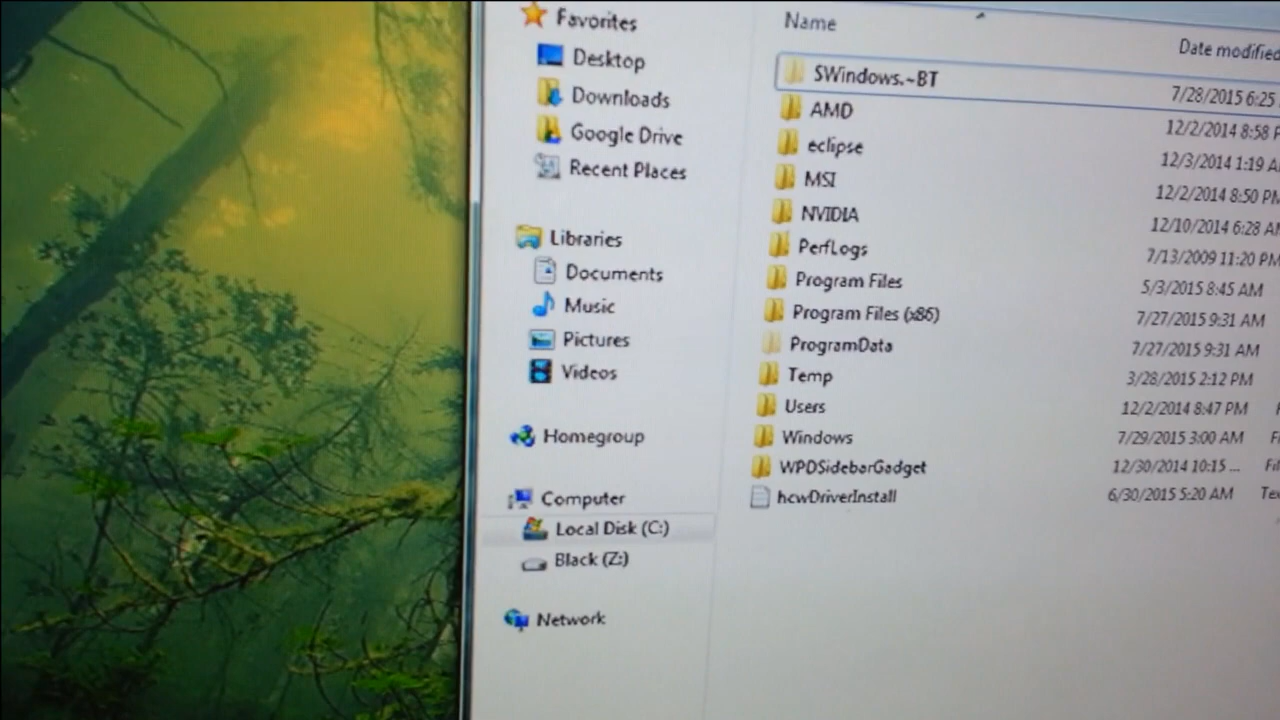 Favorites
Desktop
Downloads
Google Drive
Recent Places
Libraries
Documents
Music
Pictures
Videos
Homegroup
Computer
Local Disk (C:)
Black (Z:)
Network
Name
Date modified
$Windows.~BT 7/28/2015 6:25
AMD 12/2/2014 8:58 P
eclipse 12/3/2014 1:19 A
MSI 12/2/2014 8:50 PM
NVIDIA 12/10/2014 6:28 AM
PerfLogs 7/13/2009 11:20 PM
Program Files 5/3/2015 8:45 AM
Program Files (x86) 7/27/2015 9:31 AM
ProgramData 7/27/2015 9:31 AM
Temp 3/28/2015 2:12 PM
Users 12/2/2014 8:47 PM F
Windows 7/29/2015 3:00 AM Fi
WPDSidebarGadget 12/30/2014 10:15 ... Fil
hcwDriverInstall 6/30/2015 5:20 AM Tex